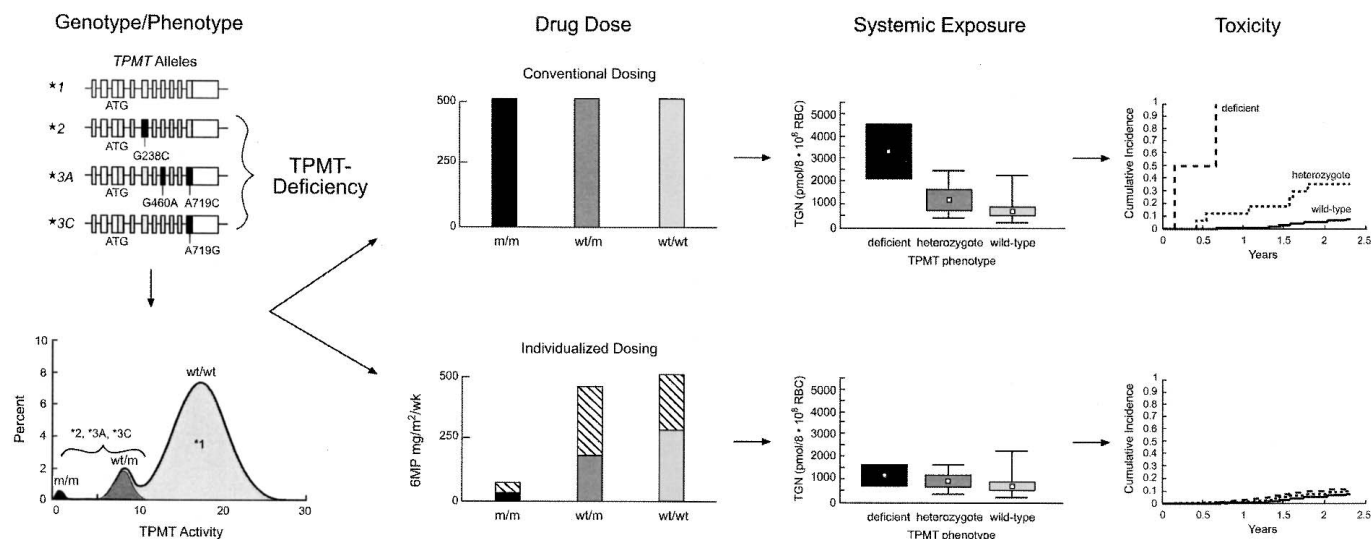 Genotype/Phenotype
TPMT Alleles
*1
ATG
*2
G238C
*3A
ATG
G460A A719C
*3C
ATG
A719G
TPMT-
Deficiency
Percent
10
8
6
4
2
0
*2, *3A, *3C
m/m
wt/m
wt/wt
*1
0 10 20 30
TPMT Activity
Drug Dose
Conventional Dosing
500
250
0
m/m wt/m wt/wt
Individualized Dosing
6MP mg/m²/wk
500
250
0
m/m wt/m wt/wt
Systemic Exposure
TGN (pmol/8 • 10⁸ RBC)
5000
4000
3000
2000
1000
0
deficient heterozygote wild-type
TPMT phenotype
TGN (pmol/8 • 10⁸ RBC)
5000
4000
3000
2000
1000
0
deficient heterozygote wild-type
TPMT phenotype
Toxicity
Cumulative Incidence
1
0.9
0.8
0.7
0.6
0.5
0.4
0.3
0.2
0.1
0
deficient
heterozygote
wild-type
0 0.5 1 1.5 2 2.5
Years
Cumulative Incidence
1
0.9
0.8
0.7
0.6
0.5
0.4
0.3
0.2
0.1
0
0 0.5 1 1.5 2 2.5
Years